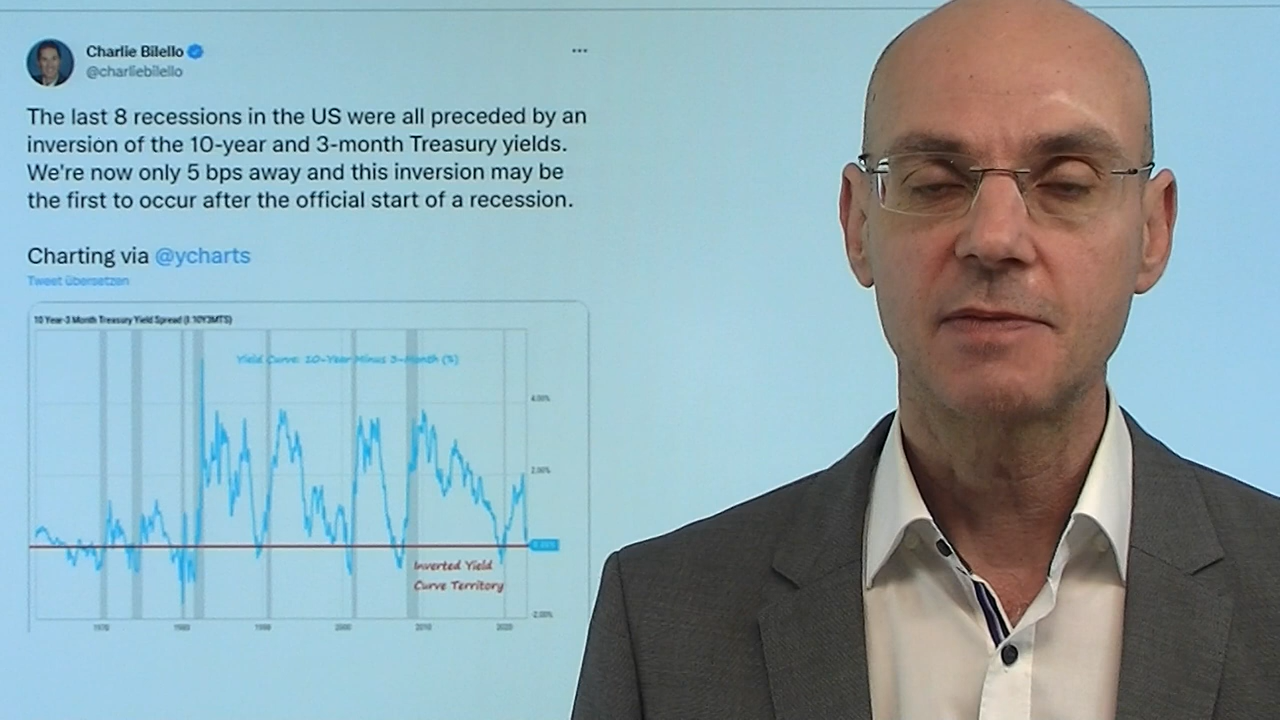 Charlie Bilello
@charliebilello
The last 8 recessions in the US were all preceded by an
inversion of the 10-year and 3-month Treasury yields.
We're now only 5 bps away and this inversion may be
the first to occur after the official start of a recession.
Charting via @ycharts
Tweet übersetzen
10 Year-3 Month Treasury Yield Spread (I:10Y3MTS)
Yield Curve: 10-Year Minus 3-Month (%)
4.00%
2.00%
Inverted Yield
Curve Territory
-2.00%
1970 1980 1990 2000 2010 2020